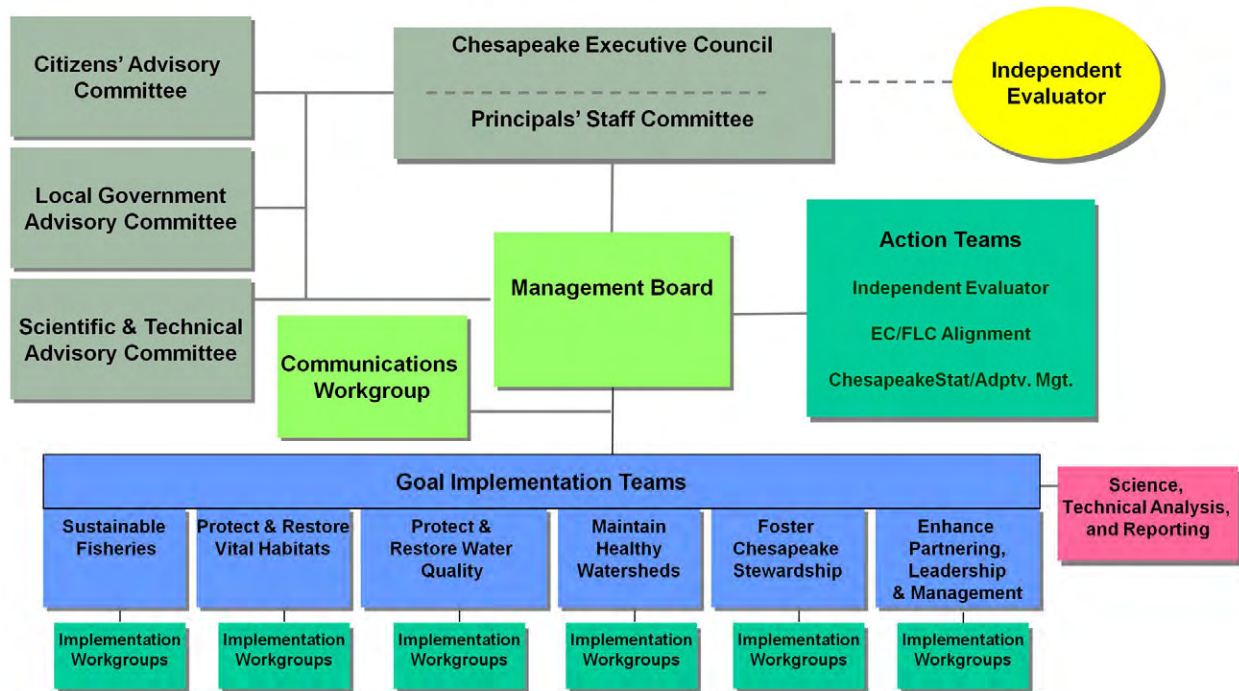 Citizens' Advisory
Committee
Local Government
Advisory Committee
Scientific & Technical
Advisory Committee
Chesapeake Executive Council
Principals' Staff Committee
Independent
Evaluator
Management Board
Communications
Workgroup
Action Teams
Independent Evaluator
EC/FLC Alignment
ChesapeakeStat/Adptv. Mgt.
Goal Implementation Teams
Sustainable
Fisheries
Protect & Restore
Vital Habitats
Protect &
Restore Water
Quality
Maintain
Healthy
Watersheds
Foster
Chesapeake
Stewardship
Enhance
Partnering,
Leadership
& Management
Science,
Technical Analysis,
and Reporting
Implementation
Workgroups
Implementation
Workgroups
Implementation
Workgroups
Implementation
Workgroups
Implementation
Workgroups
Implementation
Workgroups